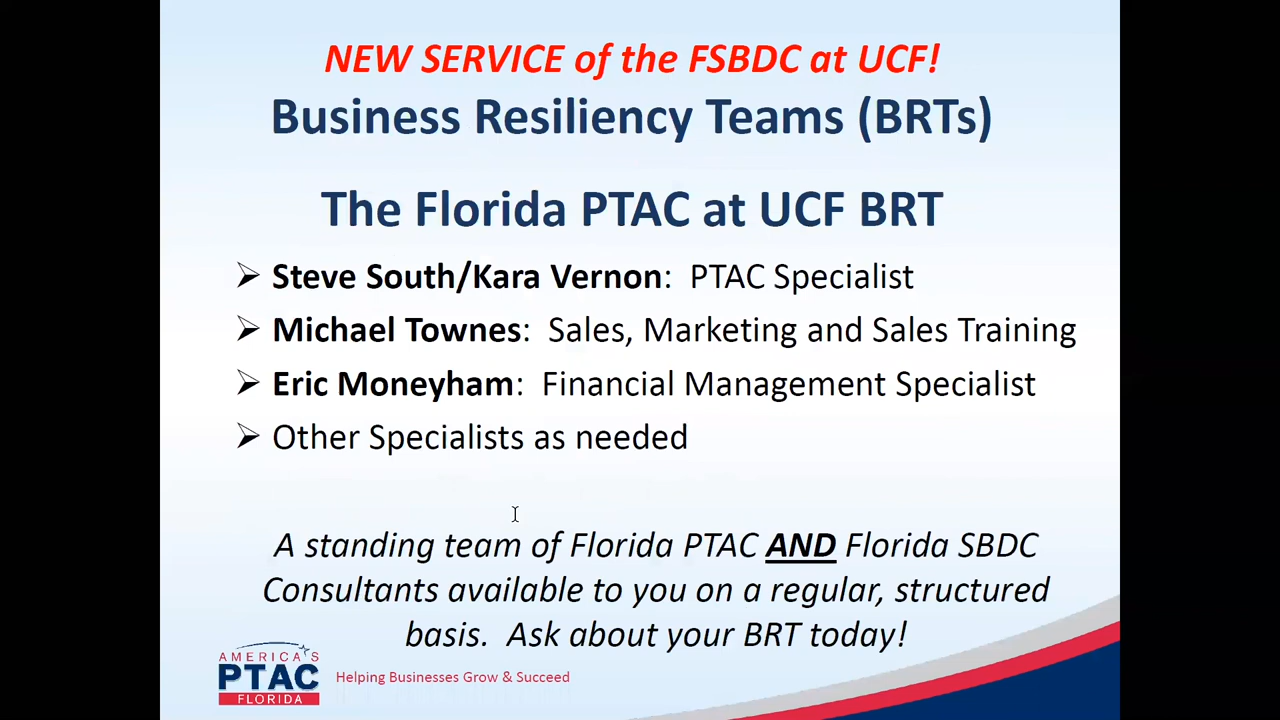 NEW SERVICE of the FSBDC at UCF!
Business Resiliency Teams (BRTs)
The Florida PTAC at UCF BRT
Steve South/Kara Vernon: PTAC Specialist
Michael Townes: Sales, Marketing and Sales Training
Eric Moneyham: Financial Management Specialist
Other Specialists as needed
A standing team of Florida PTAC AND Florida SBDC
Consultants available to you on a regular, structured
basis. Ask about your BRT today!
AMERICA'S
PTAC
FLORIDA
Helping Businesses Grow & Succeed